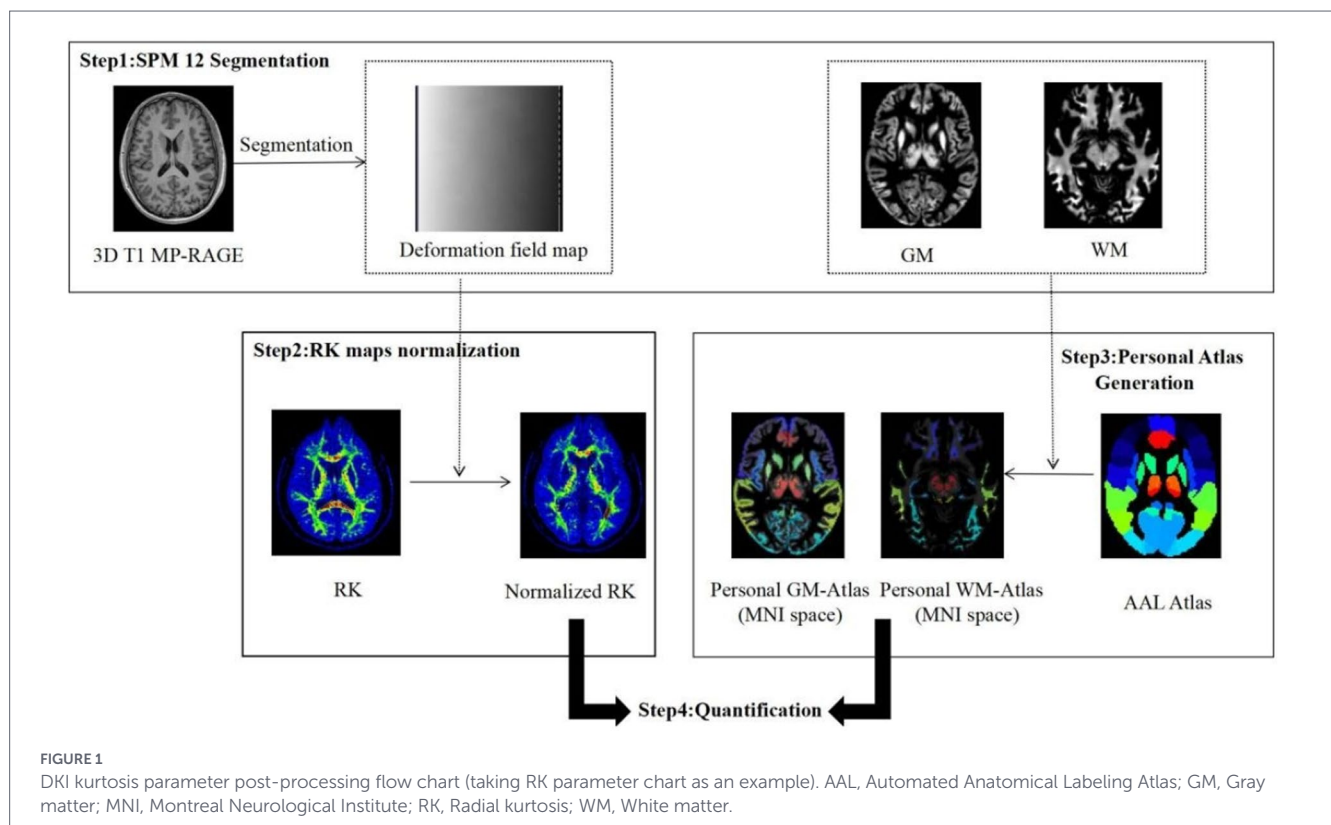 Step1:SPM 12 Segmentation
Segmentation
3D T1 MP-RAGE
Deformation field map
GM
WM
Step2:RK maps normalization
RK
Normalized RK
Step3:Personal Atlas
Generation
Personal GM-Atlas
(MNI space)
Personal WM-Atlas
(MNI space)
AAL Atlas
Step4:Quantification
FIGURE 1
DKI kurtosis parameter post-processing flow chart (taking RK parameter chart as an example). AAL, Automated Anatomical Labeling Atlas; GM, Gray
matter; MNI, Montreal Neurological Institute; RK, Radial kurtosis; WM, White matter.